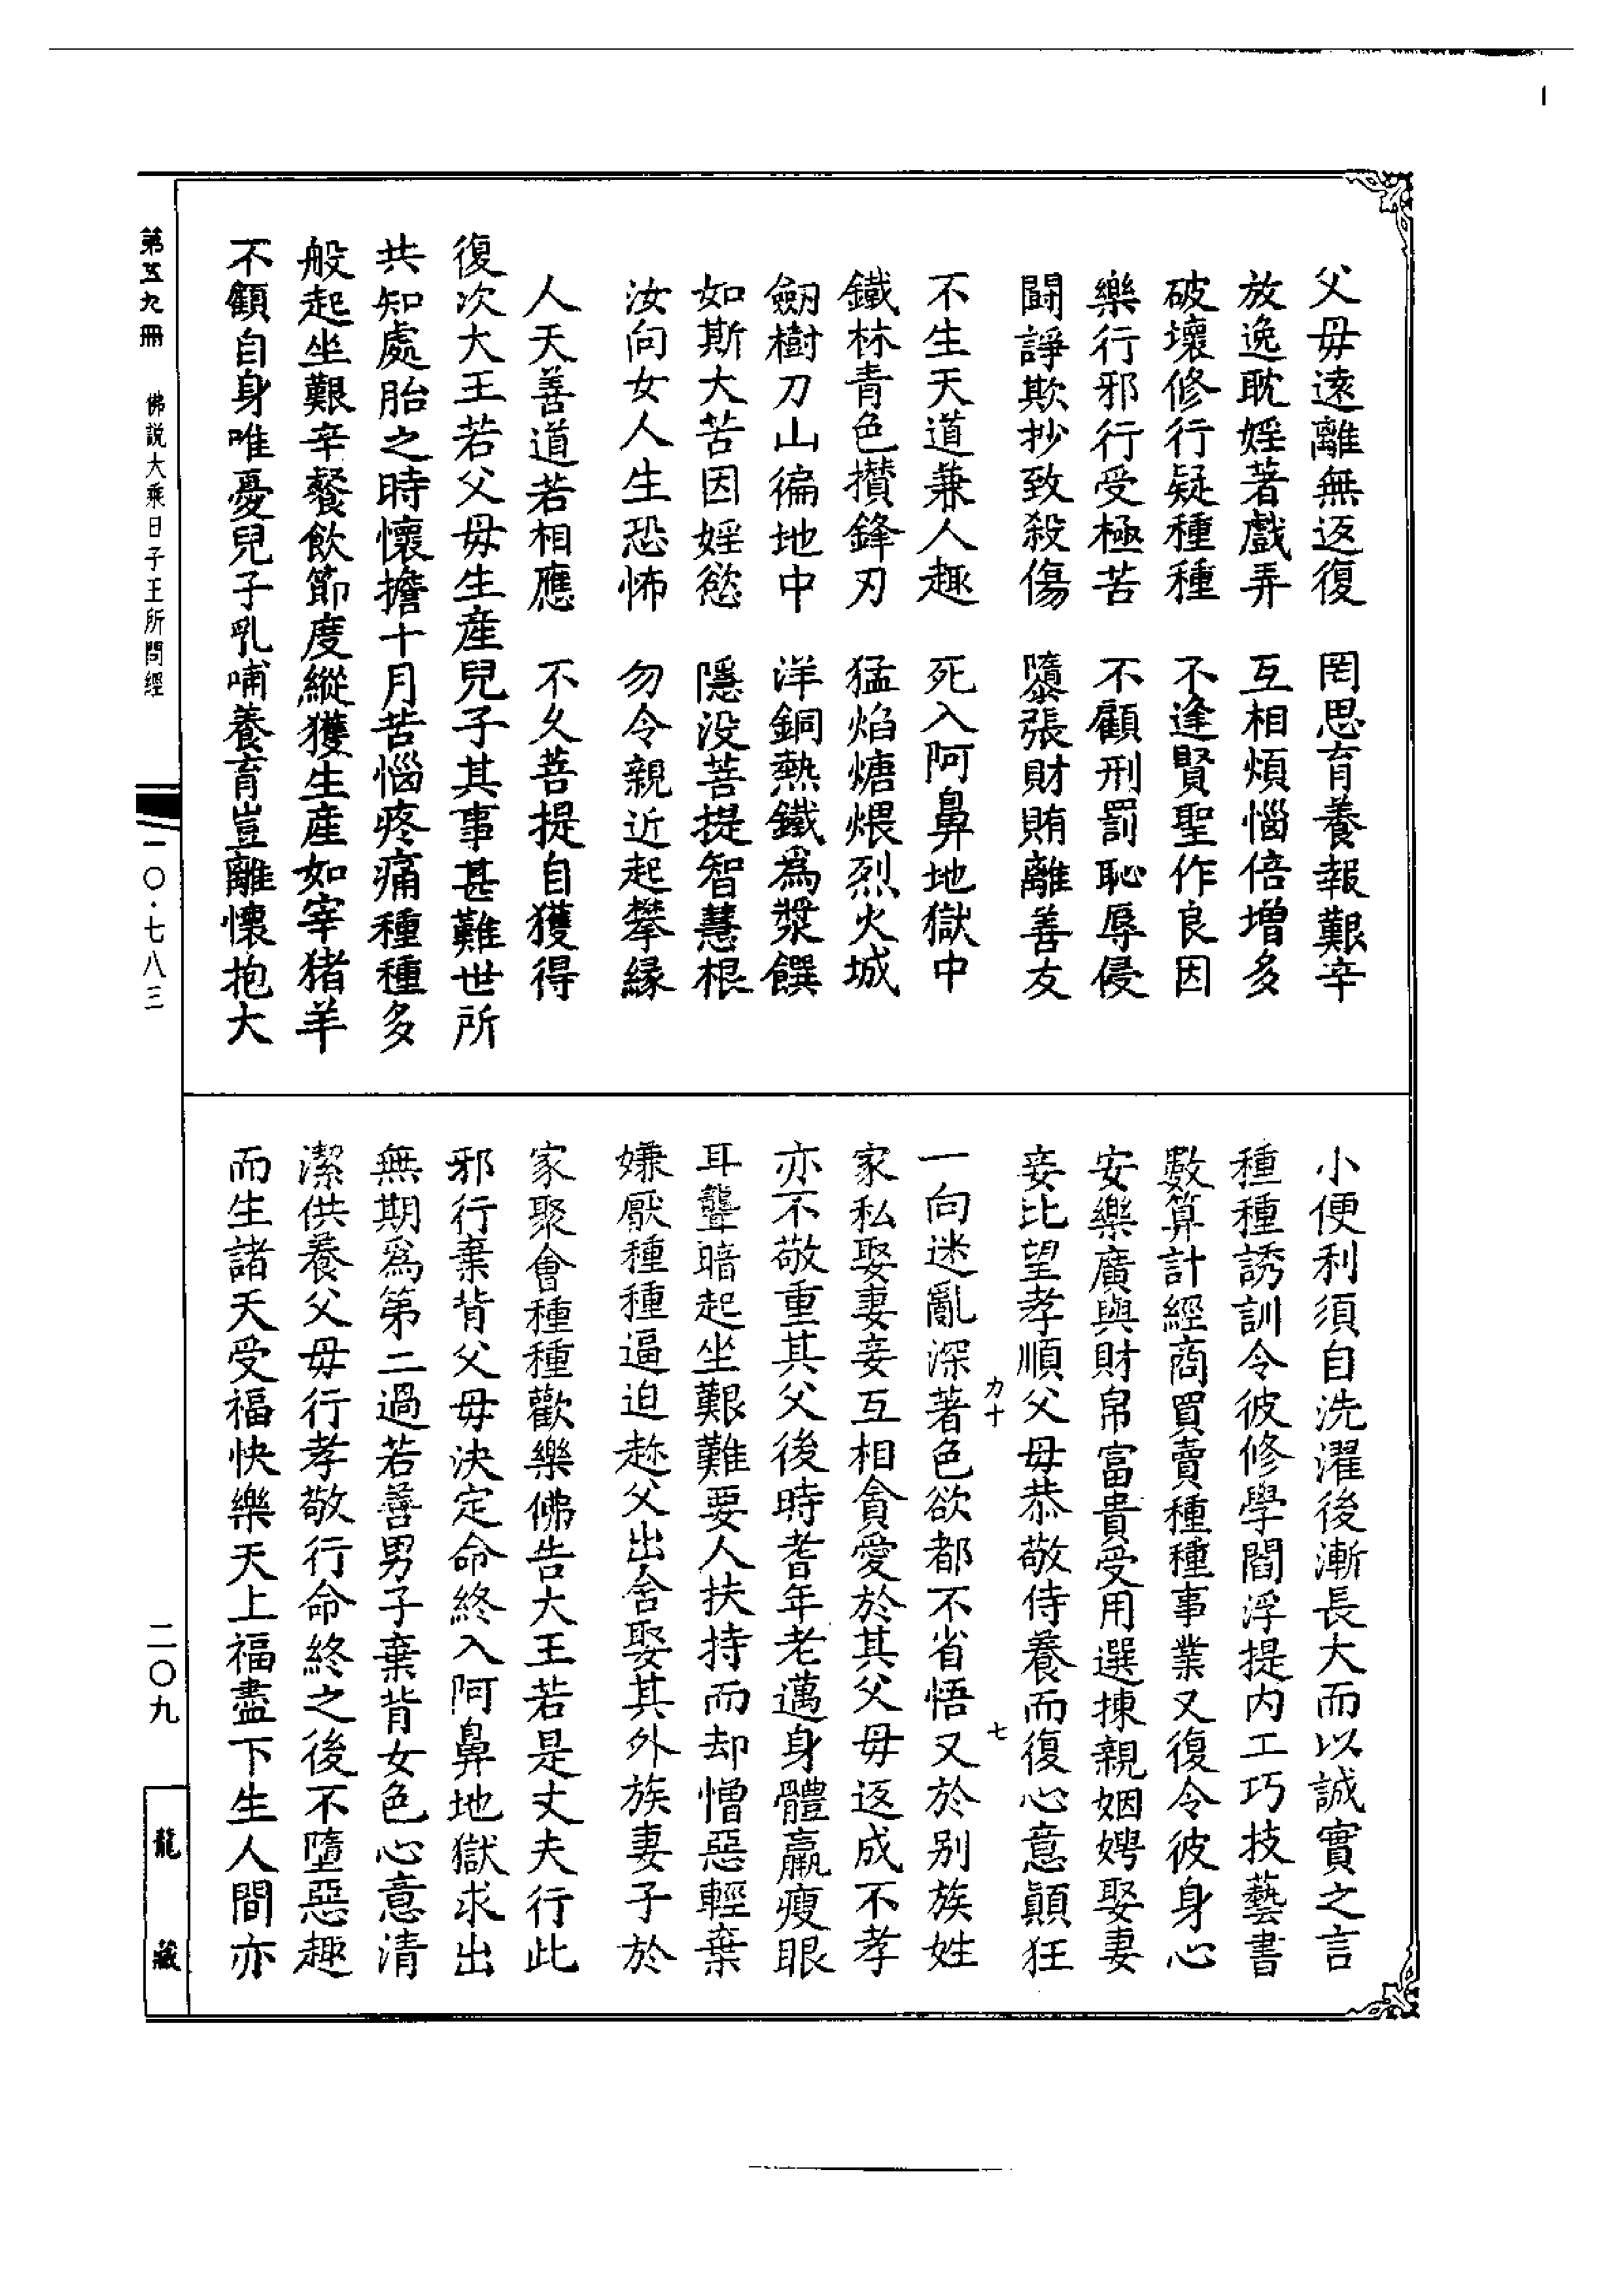 父母遠離無返復　罔思育養報艱辛
放逸耽婬著戲弄　互相煩惱倍增多
破壞修行疑種種　不逢賢聖作良因
樂行邪行受極苦　不顧刑罰恥辱侵
鬬諍欺抄致殺傷　隳張財賄離善友
不生天道兼人趣　死入阿鼻地獄中
鐵林青色攢鋒刃　猛焰煻煨烈火城
劒樹刀山徧地中　洋銅熱鐵爲漿饌
如斯大苦因婬慾　隱没菩提智慧根
汝向女人生恐怖　勿令親近起攀縁
人天善道若相應　不久菩提自獲得
復次大王若父母生產兒子其事甚難世所
共知處胎之時懷擔十月苦惱疼痛種種多
般起坐艱辛餐飲節度縱獲生產如宰猪羊
不顧自身唯憂兒子乳哺養育豈離懷抱大
小便利須自洗濯後漸長大而以誠實之言
種種誘訓令彼修學閻浮提内工巧技藝書
數算計經商買賣種種事業又復令彼身心
安樂廣與財帛富貴受用選揀親姻娉娶妻
妾比望孝順父母恭敬侍養而復心意顛狂
力十　七
一向迷亂深著色欲都不省悟又於别族姓
家私娶妻妾互相貪愛於其父母返成不孝
亦不敬重其父後時耆年老邁身體羸瘦眼
耳聾暗起坐艱難要人扶持而却憎惡輕棄
嫌厭種種逼迫趂父出舍娶其外族妻子於
家聚會種種歡樂佛告大王若是丈夫行此
邪行棄背父母決定命終入阿鼻地獄求出
無期爲第二過若善男子棄背女色心意清
潔供養父母行孝敬行命終之後不墮惡趣
而生諸天受福快樂天上福盡下生人間亦
第五九冊　佛説大乘日子王所問經
一〇·七八三
二〇九
龍藏